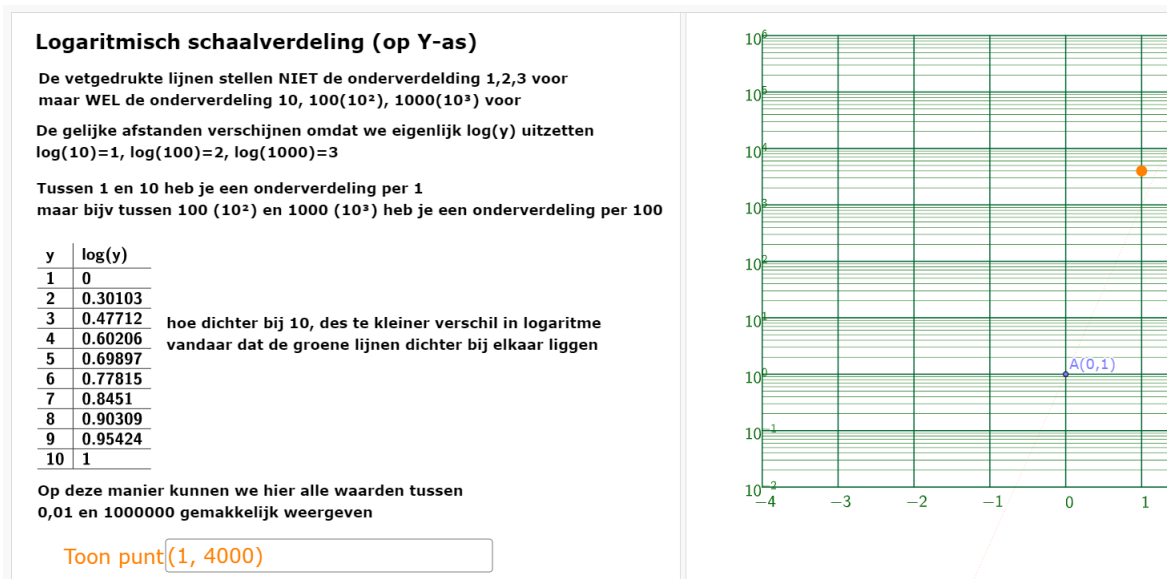 Logaritmisch schaalverdeling (op Y-as)
De vetgedrukte lijnen stellen NIET de onderverdelding 1,2,3 voor
maar WEL de onderverdeling 10, 100(10²), 1000(10³) voor
De gelijke afstanden verschijnen omdat we eigenlijk log(y) uitzetten
log(10)=1, log(100)=2, log(1000)=3
Tussen 1 en 10 heb je een onderverdeling per 1
maar bijv tussen 100 (10²) en 1000 (10³) heb je een onderverdeling per 100
y log(y)
1 0
2 0.30103
3 0.47712
4 0.60206
5 0.69897
6 0.77815
7 0.8451
8 0.90309
9 0.95424
10 1
hoe dichter bij 10, des te kleiner verschil in logaritme
vandaar dat de groene lijnen dichter bij elkaar liggen
Op deze manier kunnen we hier alle waarden tussen
0,01 en 1000000 gemakkelijk weergeven
Toon punt (1, 4000)
10⁶
10⁵
10⁴
10³
10²
10¹
10⁰
10⁻¹
10⁻²
A(0,1)
−4 −3 −2 −1 0 1